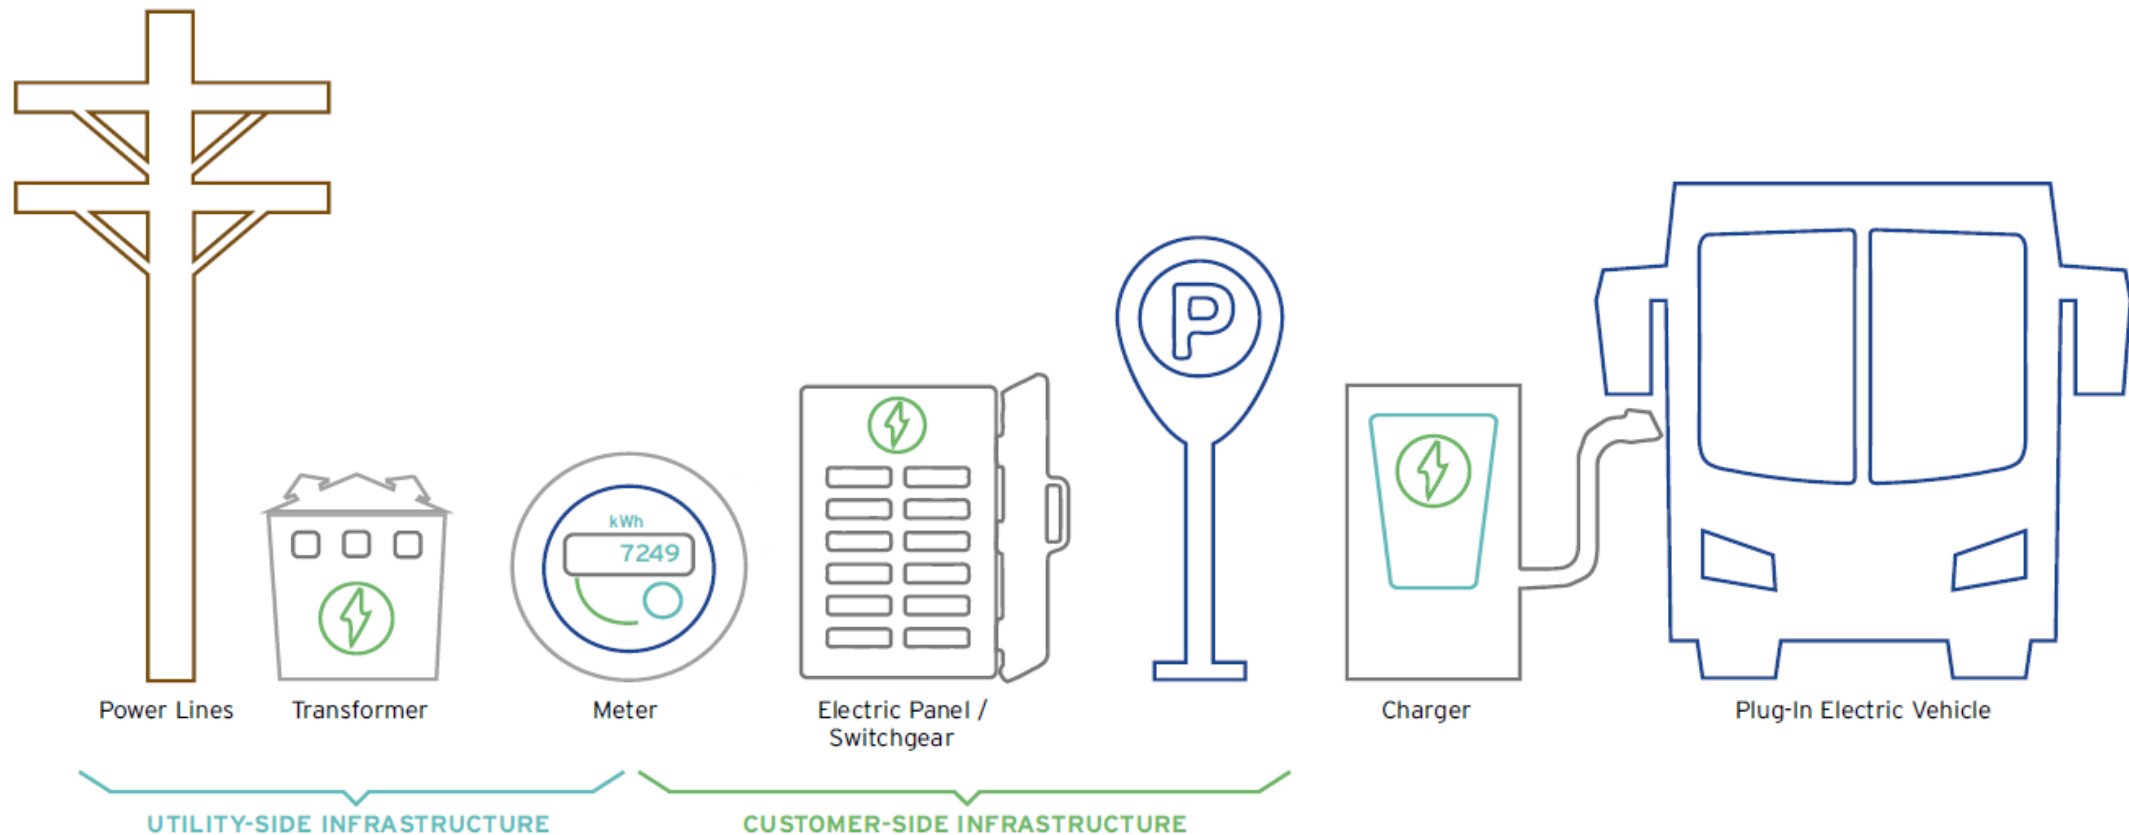 P
kWh
7249
Power Lines
Transformer
Meter
Electric Panel /
Switchgear
Charger
Plug-In Electric Vehicle
UTILITY-SIDE INFRASTRUCTURE
CUSTOMER-SIDE INFRASTRUCTURE